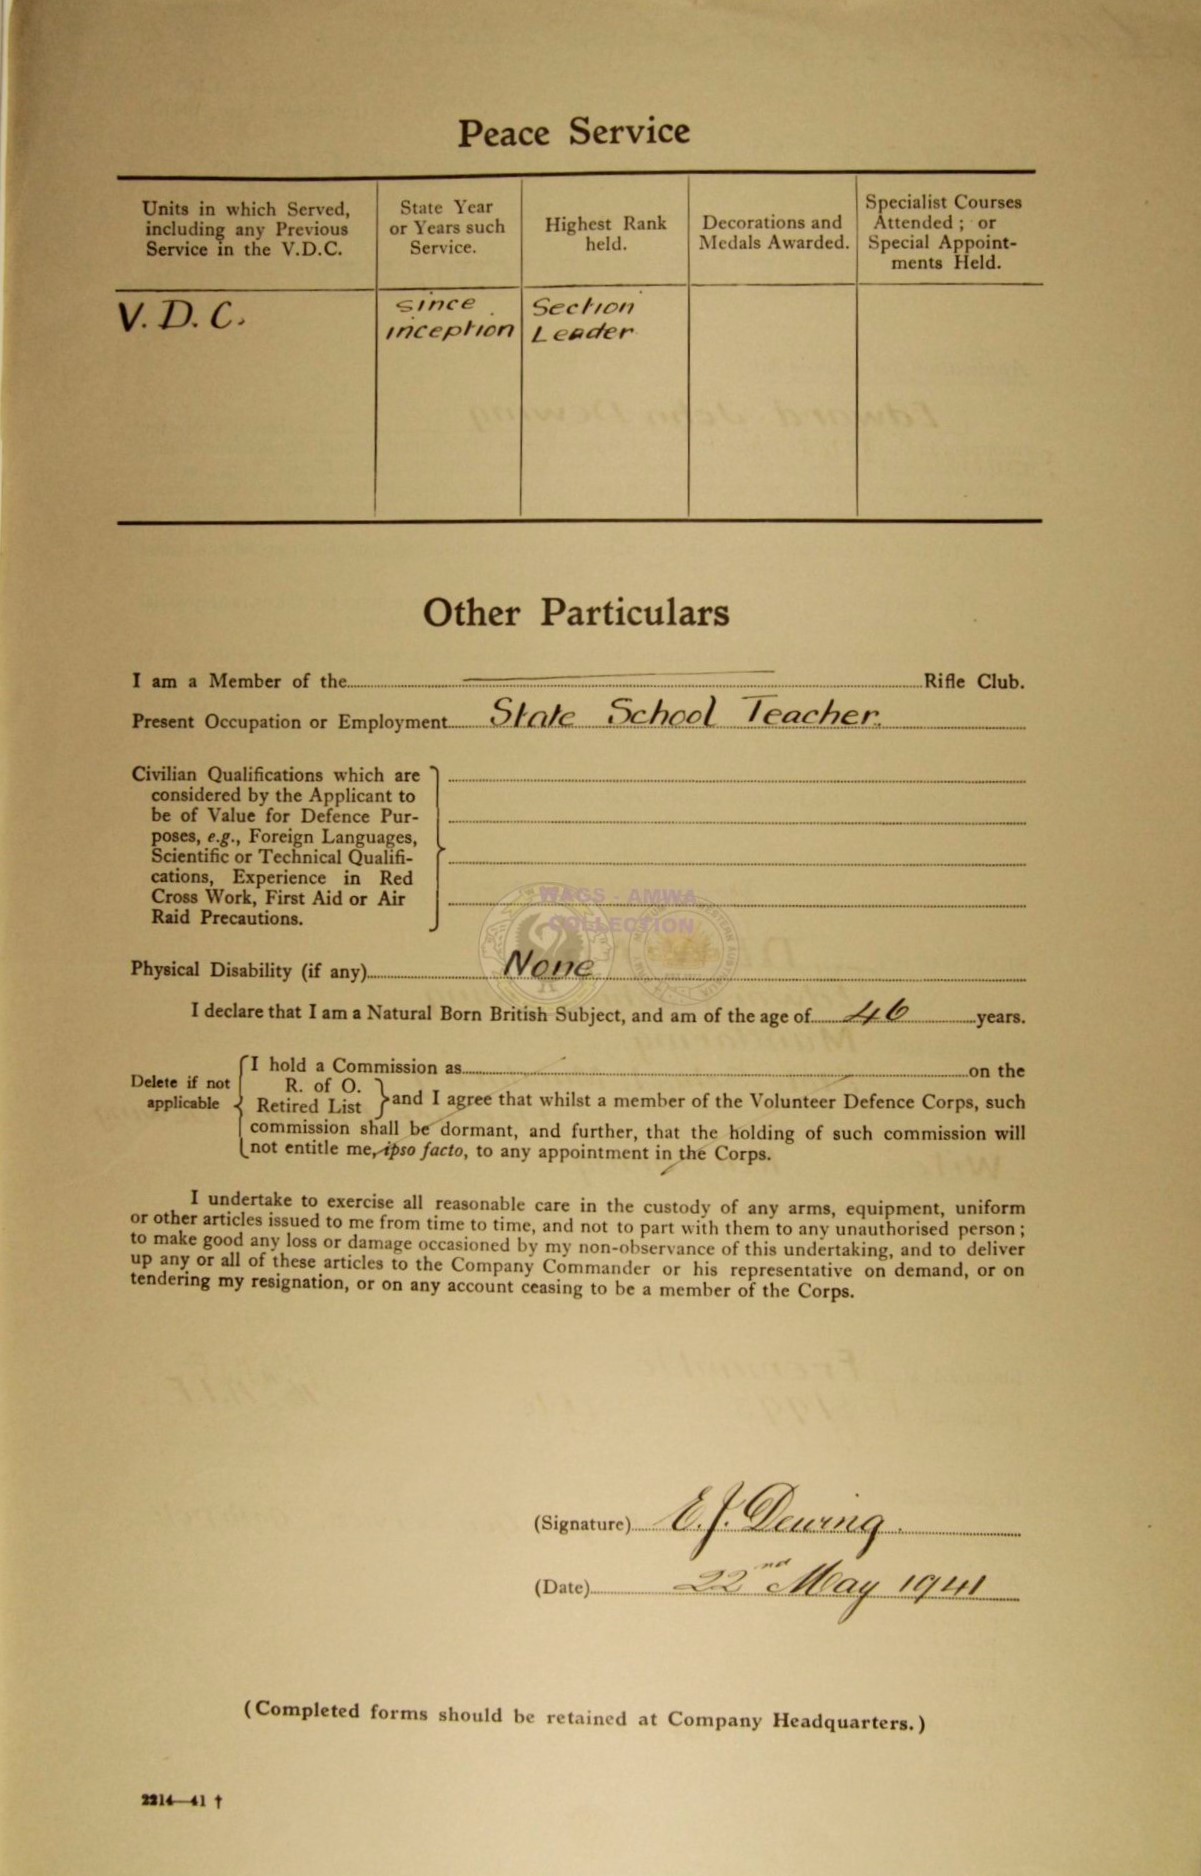 Peace Service
Units in which Served, including any Previous Service in the V.D.C.
State Year or Years such Service.
Highest Rank held.
Decorations and Medals Awarded.
Specialist Courses Attended ; or Special Appoint-ments Held.
V. D. C.
since inception
Section Leader
Other Particulars
I am a Member of the Rifle Club.
Present Occupation or Employment State School Teacher.
Civilian Qualifications which are
considered by the Applicant to
be of Value for Defence Pur-
poses, e.g., Foreign Languages,
Scientific or Technical Qualifi-
cations, Experience in Red
Cross Work, First Aid or Air
Raid Precautions.
WAGS - AMWA
COLLECTION
Physical Disability (if any) None
I declare that I am a Natural Born British Subject, and am of the age of 46 years.
Delete if not applicable
I hold a Commission as on the
R. of O.
Retired List
and I agree that whilst a member of the Volunteer Defence Corps, such
commission shall be dormant, and further, that the holding of such commission will
not entitle me, ipso facto, to any appointment in the Corps.
I undertake to exercise all reasonable care in the custody of any arms, equipment, uniform
or other articles issued to me from time to time, and not to part with them to any unauthorised person ;
to make good any loss or damage occasioned by my non-observance of this undertaking, and to deliver
up any or all of these articles to the Company Commander or his representative on demand, or on
tendering my resignation, or on any account ceasing to be a member of the Corps.
(Signature) E. J. Dewing.
(Date) 22nd May 1941
(Completed forms should be retained at Company Headquarters.)
2214—41 †